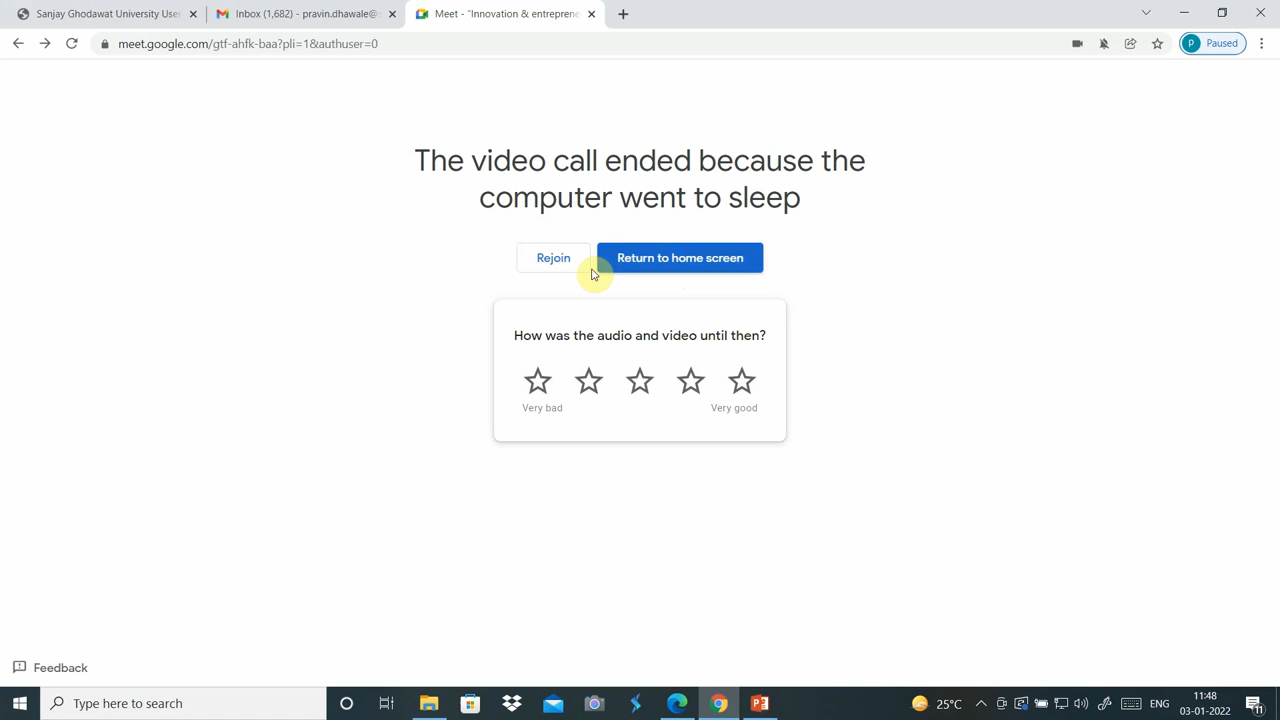 Sanjay Ghodawat University User
Inbox (1,682) - pravin.dhawale@
Meet - "Innovation & entreprene
meet.google.com/gtf-ahfk-baa?pli=1&authuser=0
P Paused
The video call ended because the
computer went to sleep
Rejoin
Return to home screen
How was the audio and video until then?
Very bad
Very good
Feedback
Type here to search
25°C
ENG
11:48
03-01-2022
11